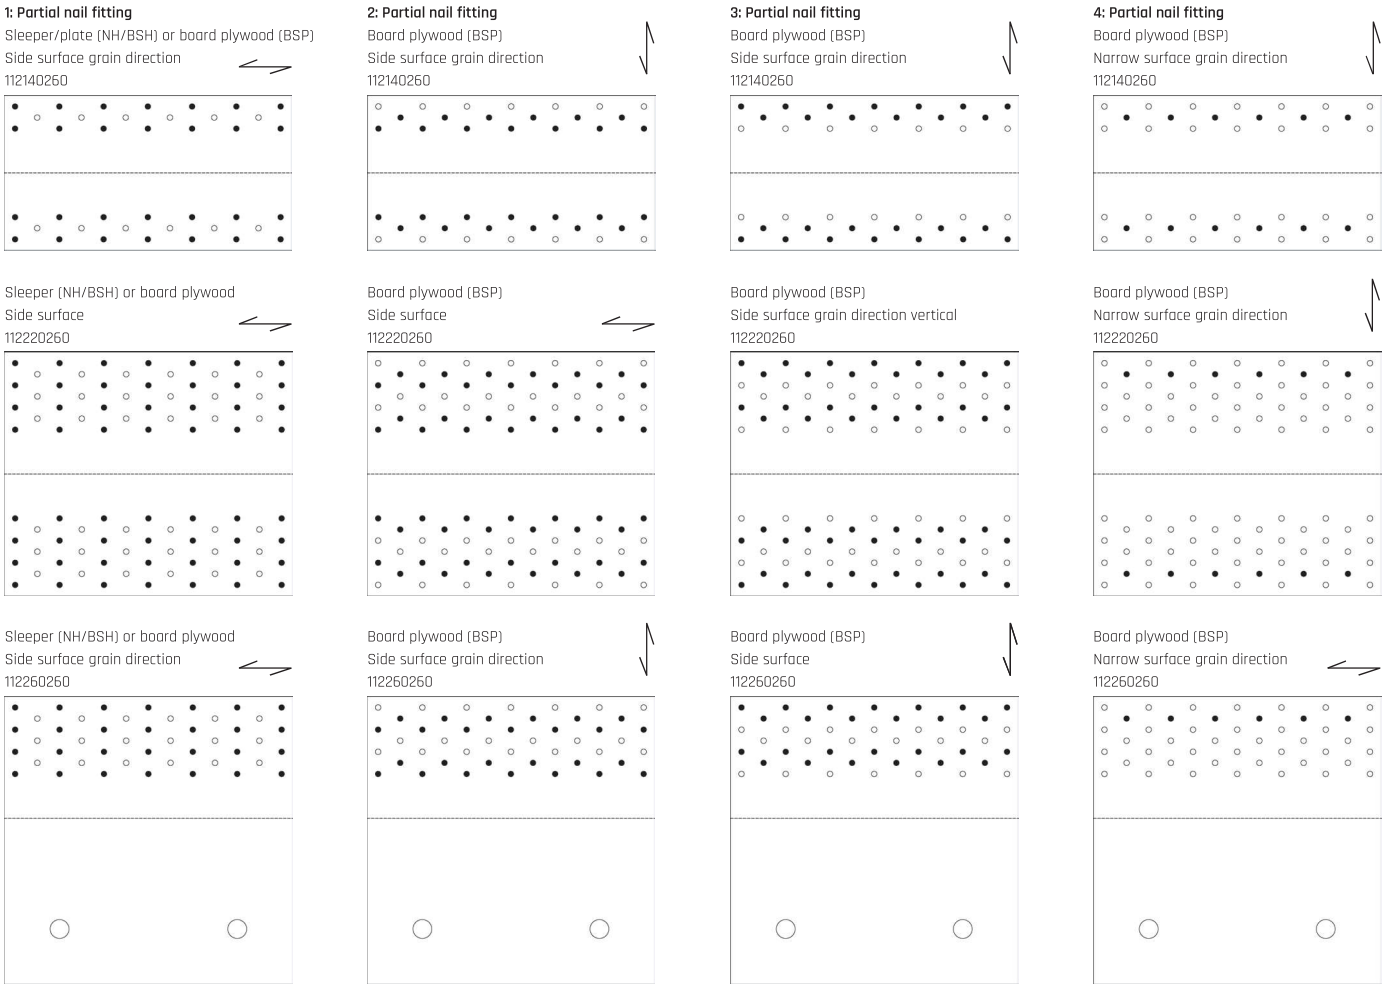 1: Partial nail fitting
Sleeper/plate (NH/BSH) or board plywood (BSP)
Side surface grain direction
112140260
2: Partial nail fitting
Board plywood (BSP)
Side surface grain direction
112140260
3: Partial nail fitting
Board plywood (BSP)
Side surface grain direction
112140260
4: Partial nail fitting
Board plywood (BSP)
Narrow surface grain direction
112140260
Sleeper (NH/BSH) or board plywood
Side surface
112220260
Board plywood (BSP)
Side surface
112220260
Board plywood (BSP)
Side surface grain direction vertical
112220260
Board plywood (BSP)
Narrow surface grain direction
112220260
Sleeper (NH/BSH) or board plywood
Side surface grain direction
112260260
Board plywood (BSP)
Side surface grain direction
112260260
Board plywood (BSP)
Side surface
112260260
Board plywood (BSP)
Narrow surface grain direction
112260260